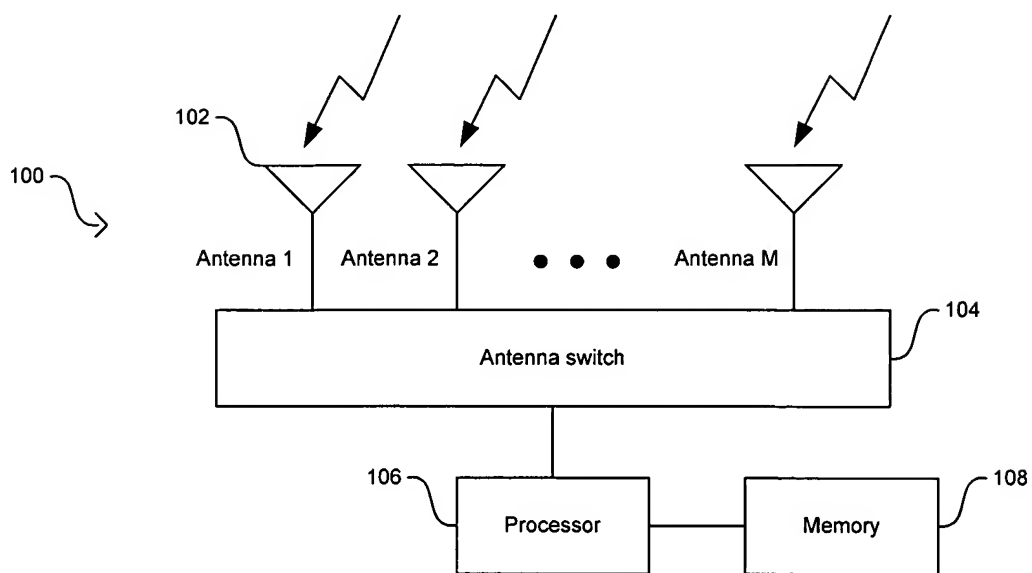 102
100
Antenna 1
Antenna 2
Antenna M
104
Antenna switch
106
108
Processor
Memory